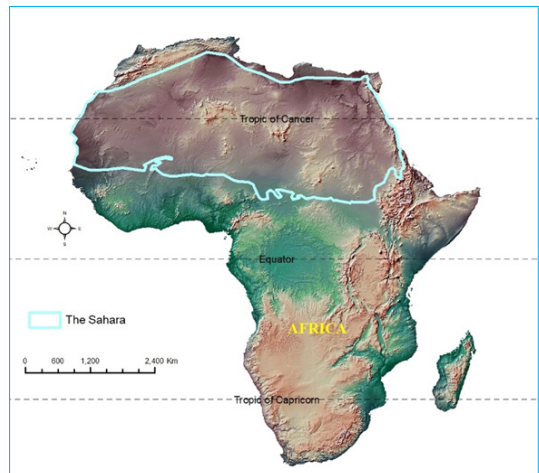 Tropic of Cancer
N
W E
S
Equator
The Sahara
AFRICA
0 600 1,200 2,400 Km
Tropic of Capricorn